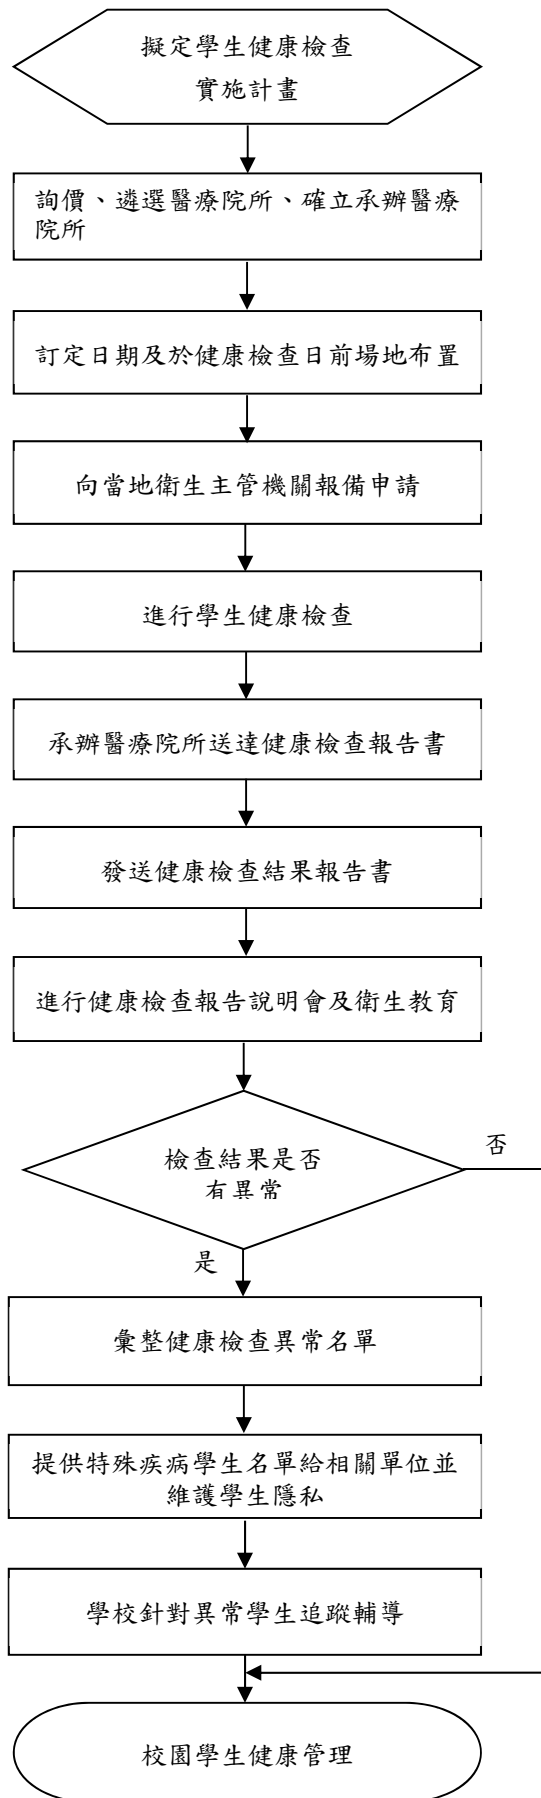 擬定學生健康檢查
實施計畫
詢價、遴選醫療院所、確立承辦醫療
院所
訂定日期及於健康檢查日前場地布置
向當地衛生主管機關報備申請
進行學生健康檢查
承辦醫療院所送達健康檢查報告書
發送健康檢查結果報告書
進行健康檢查報告說明會及衛生教育
檢查結果是否
有異常
否
是
彙整健康檢查異常名單
提供特殊疾病學生名單給相關單位並
維護學生隱私
學校針對異常學生追蹤輔導
校園學生健康管理